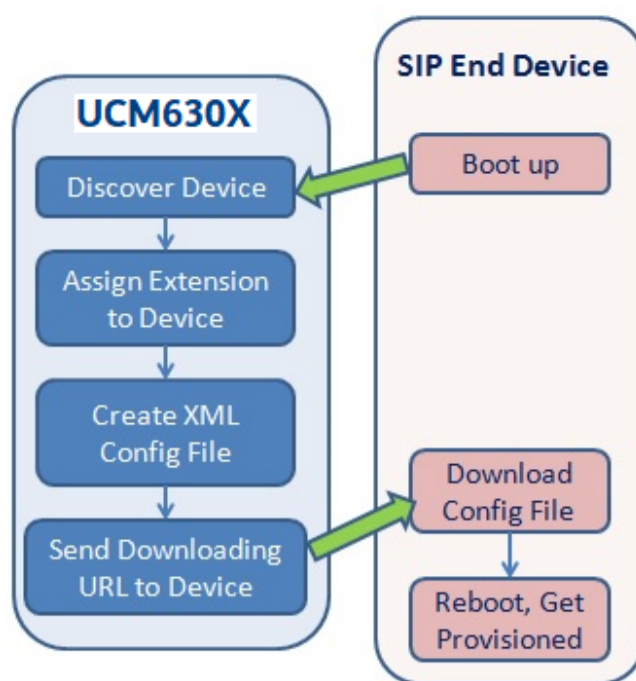 UCM630X
Discover Device
Assign Extension
to Device
Create XML
Config File
Send Downloading
URL to Device
SIP End Device
Boot up
Download
Config File
Reboot, Get
Provisioned